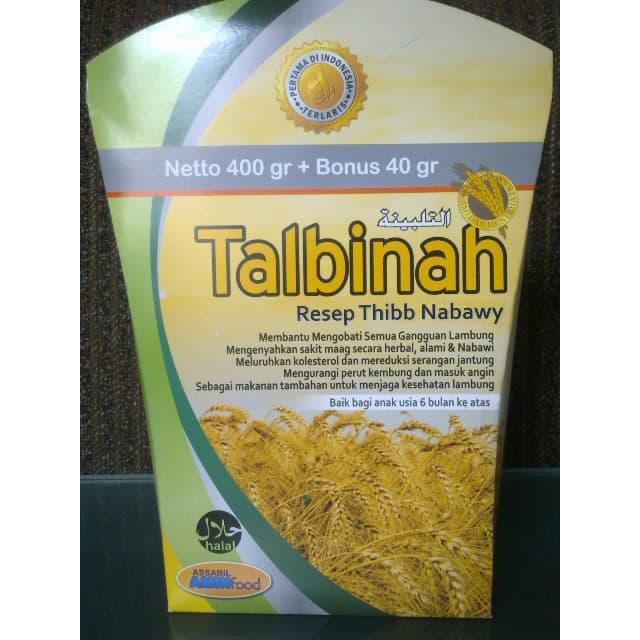 PERTAMA DI INDONESIA
TERLARIS
Netto 400 gr + Bonus 40 gr
التلبينة
Talbinah
Resep Thibb Nabawy
Membantu Mengobati Semua Gangguan Lambung
Mengenyahkan sakit maag secara herbal, alami & Nabawi
Meluruhkan kolesterol dan mereduksi serangan jantung
Mengurangi perut kembung dan masuk angin
Sebagai makanan tambahan untuk menjaga kesehatan lambung
Baik bagi anak usia 6 bulan ke atas
حلال
halal
ASSABIL
AMINfood